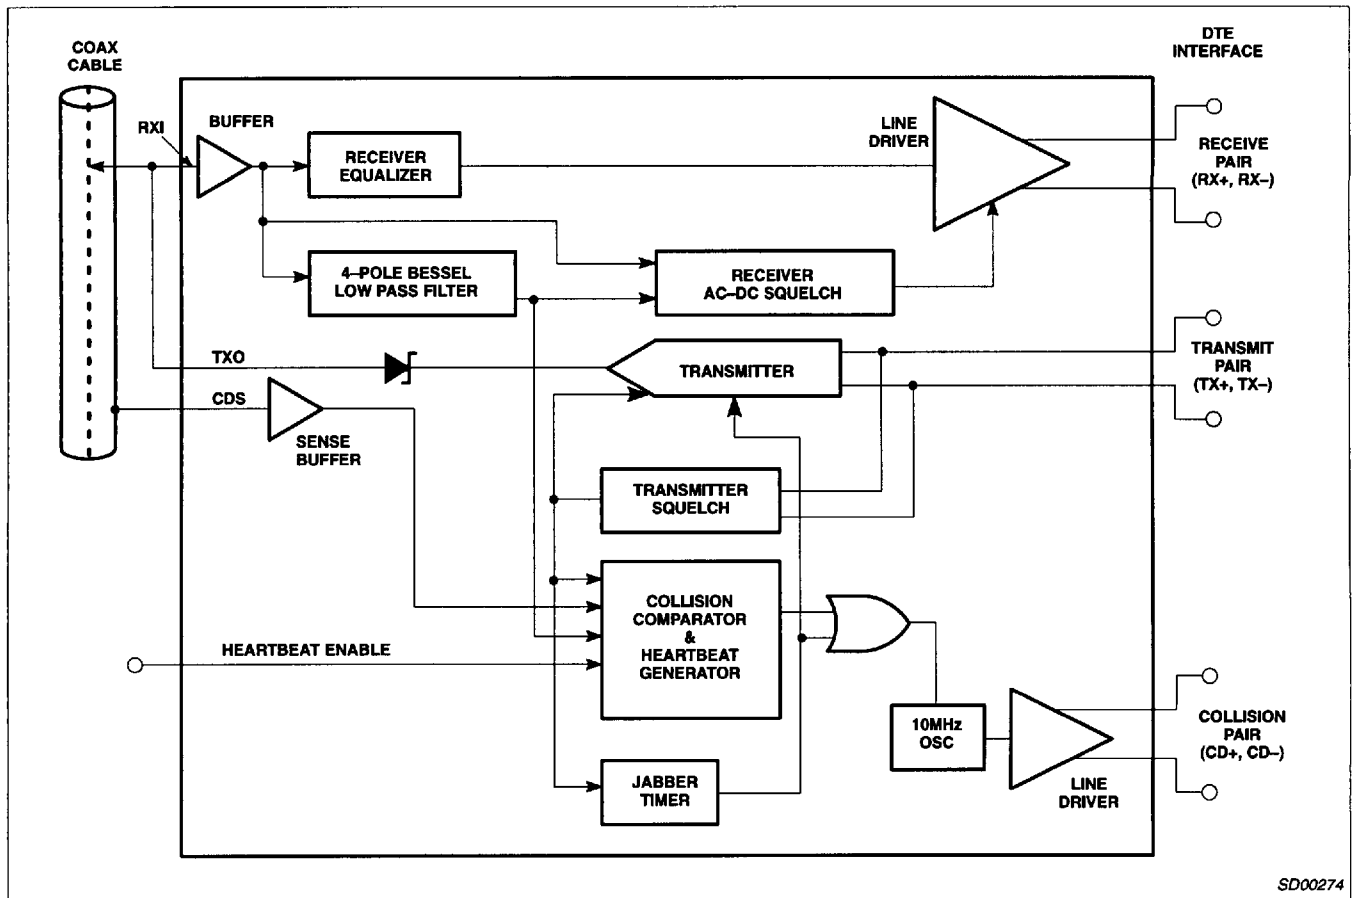 COAX
CABLE
DTE
INTERFACE
RXI
BUFFER
LINE
DRIVER
RECEIVER
EQUALIZER
RECEIVE
PAIR
(RX+, RX–)
4–POLE BESSEL
LOW PASS FILTER
RECEIVER
AC–DC SQUELCH
TXO
TRANSMITTER
TRANSMIT
PAIR
(TX+, TX–)
CDS
SENSE
BUFFER
TRANSMITTER
SQUELCH
COLLISION
COMPARATOR
&
HEARTBEAT
GENERATOR
HEARTBEAT ENABLE
10MHz
OSC
COLLISION
PAIR
(CD+, CD–)
JABBER
TIMER
LINE
DRIVER
SD00274